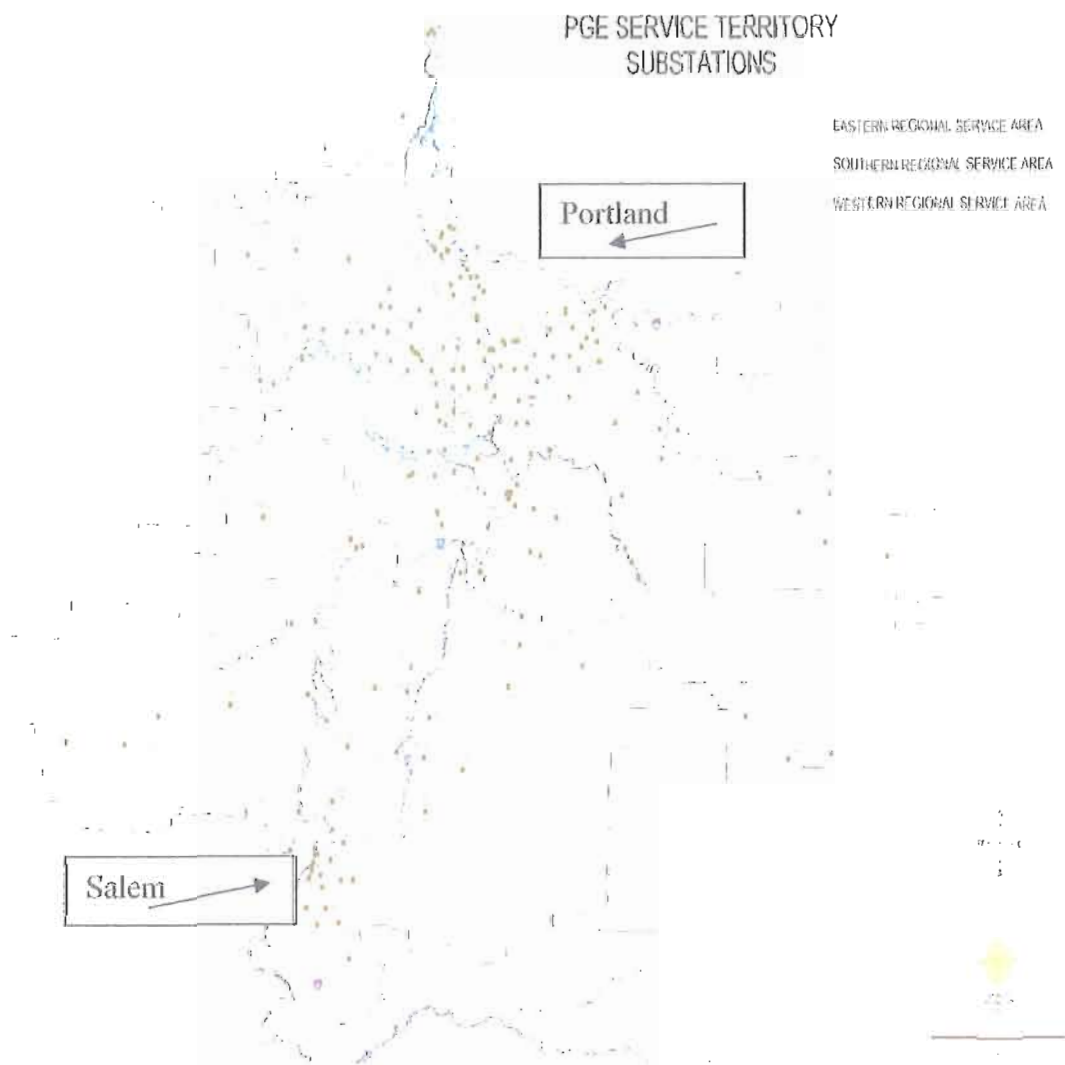 PGE SERVICE TERRITORY
SUBSTATIONS
EASTERN REGIONAL SERVICE AREA
SOUTHERN REGIONAL SERVICE AREA
WESTERN REGIONAL SERVICE AREA
Portland
Salem